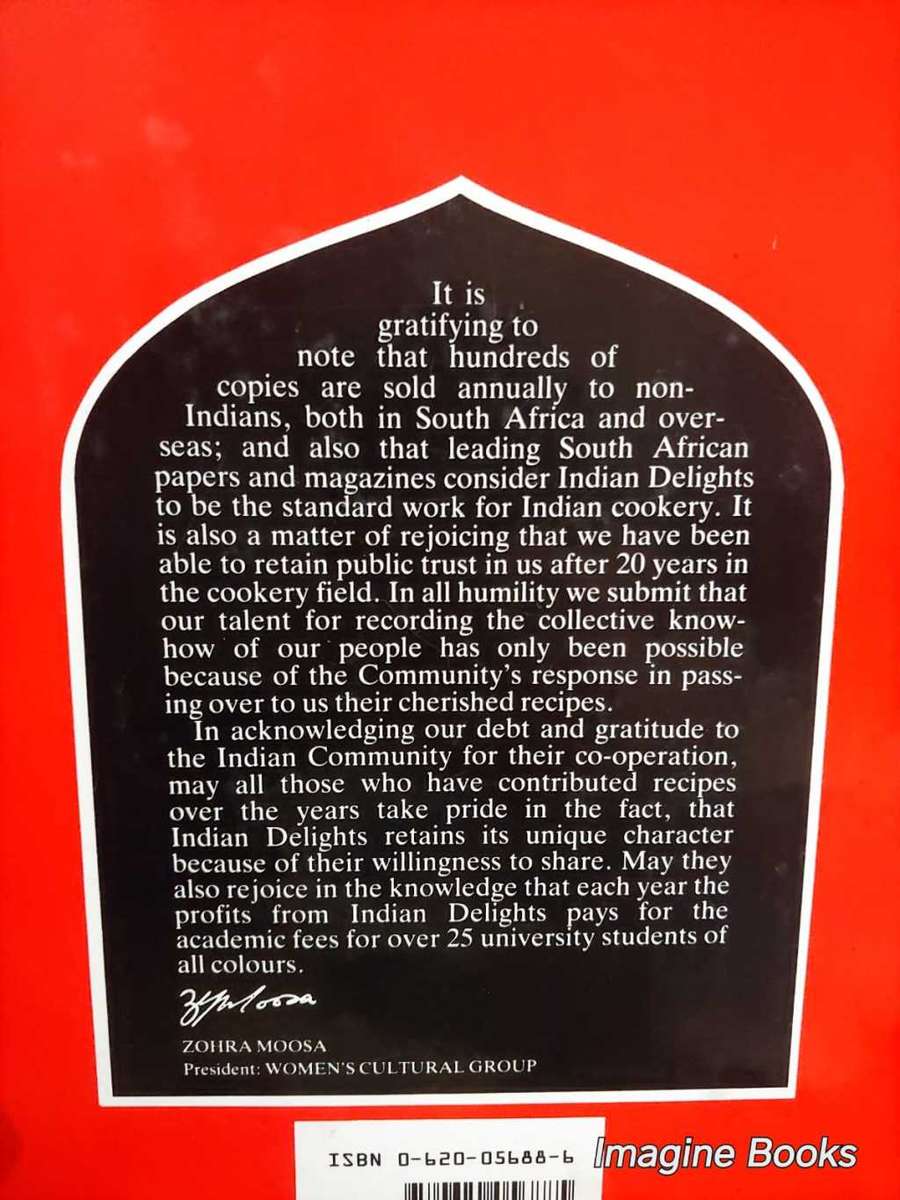 It is
gratifying to
note that hundreds of
copies are sold annually to non-
Indians, both in South Africa and over-
seas; and also that leading South African
papers and magazines consider Indian Delights
to be the standard work for Indian cookery. It
is also a matter of rejoicing that we have been
able to retain public trust in us after 20 years in
the cookery field. In all humility we submit that
our talent for recording the collective know-
how of our people has only been possible
because of the Community's response in pass-
ing over to us their cherished recipes.
In acknowledging our debt and gratitude to
the Indian Community for their co-operation,
may all those who have contributed recipes
over the years take pride in the fact, that
Indian Delights retains its unique character
because of their willingness to share. May they
also rejoice in the knowledge that each year the
profits from Indian Delights pays for the
academic fees for over 25 university students of
all colours.
ZOHRA MOOSA
President: WOMEN'S CULTURAL GROUP
ISBN 0-620-05688-6
Imagine Books